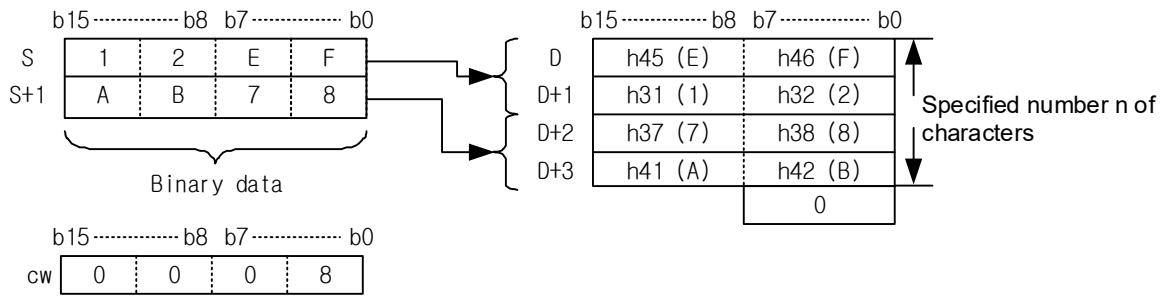 b15 b8 b7 b0
S 1 2 E F
S+1 A B 7 8
Binary data
b15 b8 b7 b0
cw 0 0 0 8
b15 b8 b7 b0
D h45 (E) h46 (F)
D+1 h31 (1) h32 (2)
D+2 h37 (7) h38 (8)
D+3 h41 (A) h42 (B)
0
Specified number n of
characters